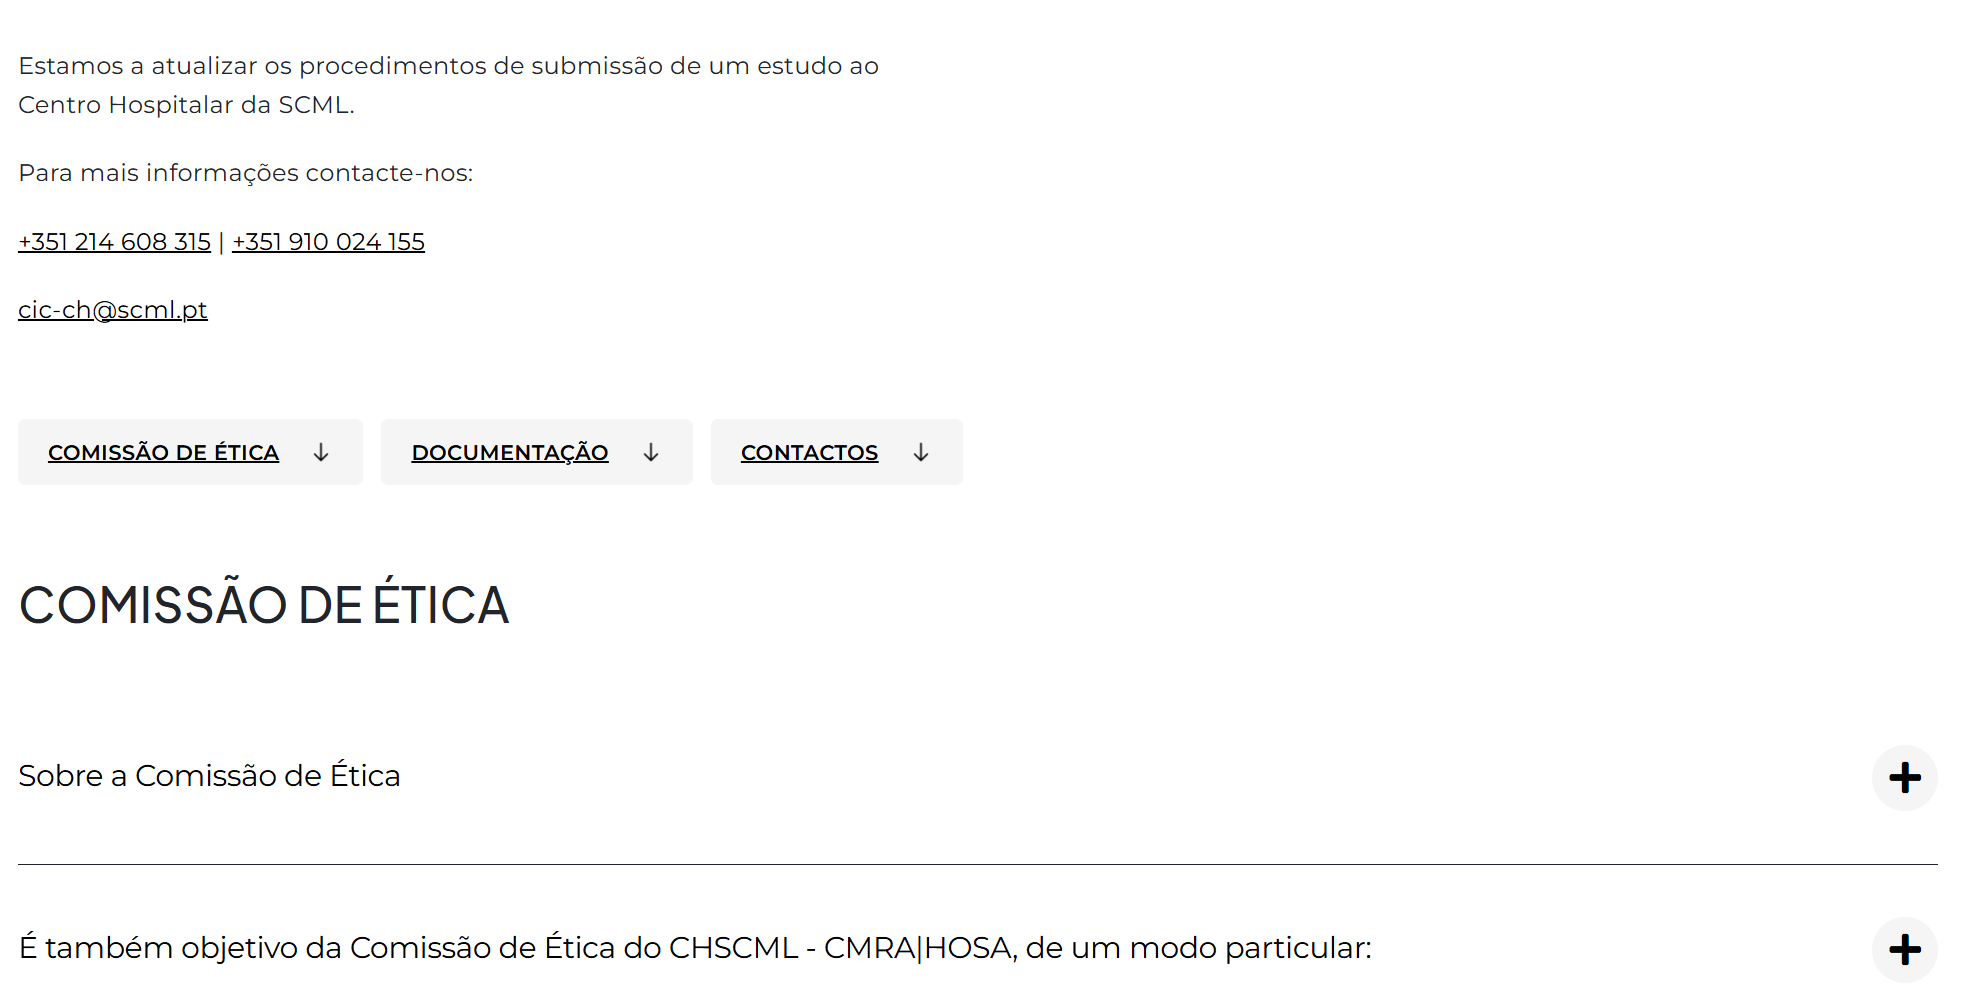 Estamos a atualizar os procedimentos de submissão de um estudo ao
Centro Hospitalar da SCML.
Para mais informações contacte-nos:
+351 214 608 315 | +351 910 024 155
cic-ch@scml.pt
COMISSÃO DE ÉTICA ↓ DOCUMENTAÇÃO ↓ CONTACTOS ↓
COMISSÃO DE ÉTICA
Sobre a Comissão de Ética
É também objetivo da Comissão de Ética do CHSCML - CMRA|HOSA, de um modo particular: